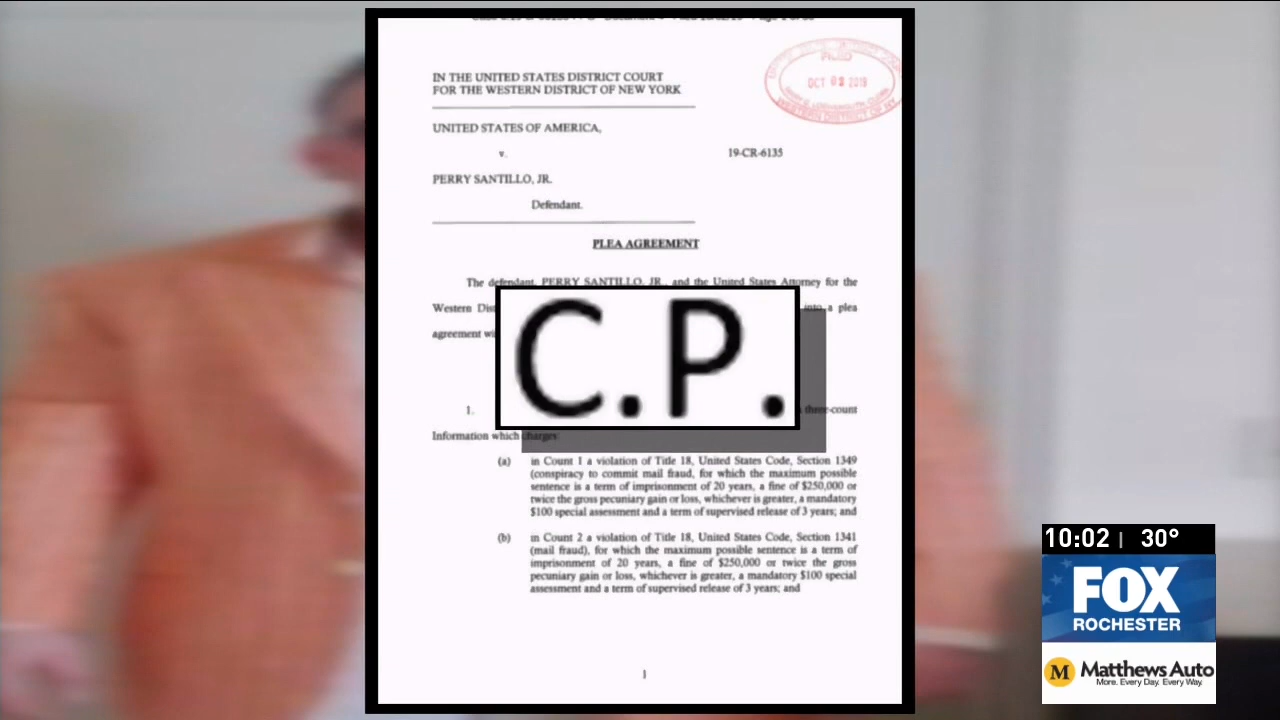 IN THE UNITED STATES DISTRICT COURT
FOR THE WESTERN DISTRICT OF NEW YORK
OCT 02 2019
UNITED STATES OF AMERICA,
v.
19-CR-6135
PERRY SANTILLO, JR.
Defendant.
PLEA AGREEMENT
The defendant, PERRY SANTILLO, JR., and the United States Attorney for the
Western into a plea
agreement
C.P.
1. three-count
Information which charges
(a) in Count 1 a violation of Title 18, United States Code, Section 1349
(conspiracy to commit mail fraud, for which the maximum possible
sentence is a term of imprisonment of 20 years, a fine of $250,000 or
twice the gross pecuniary gain or loss, whichever is greater, a mandatory
$100 special assessment and a term of supervised release of 3 years; and
(b) in Count 2 a violation of Title 18, United States Code, Section 1341
(mail fraud), for which the maximum possible sentence is a term of
imprisonment of 20 years, a fine of $250,000 or twice the gross
pecuniary gain or loss, whichever is greater, a mandatory $100 special
assessment and a term of supervised release of 3 years; and
1
10:02 | 30°
FOX
ROCHESTER
M Matthews Auto
More. Every Day. Every Way.